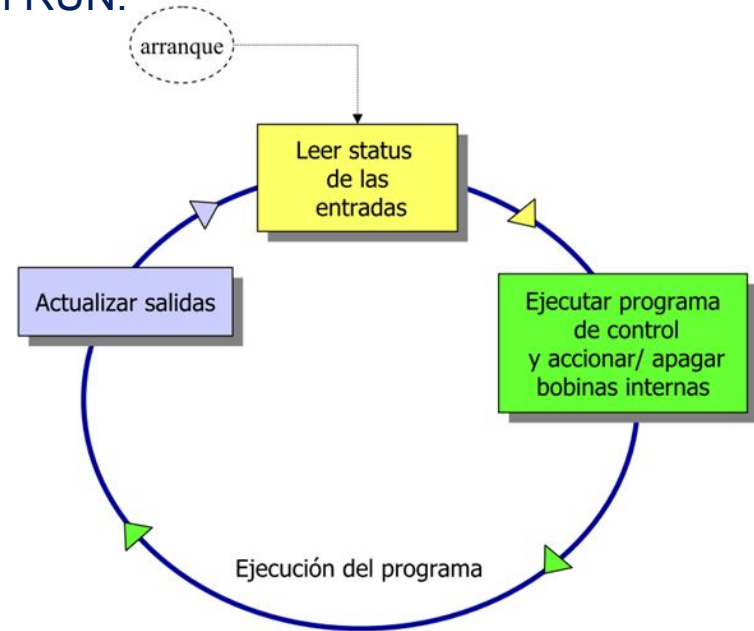 RUN.
arranque
Leer status
de las
entradas
Actualizar salidas
Ejecutar programa
de control
y accionar/ apagar
bobinas internas
Ejecución del programa